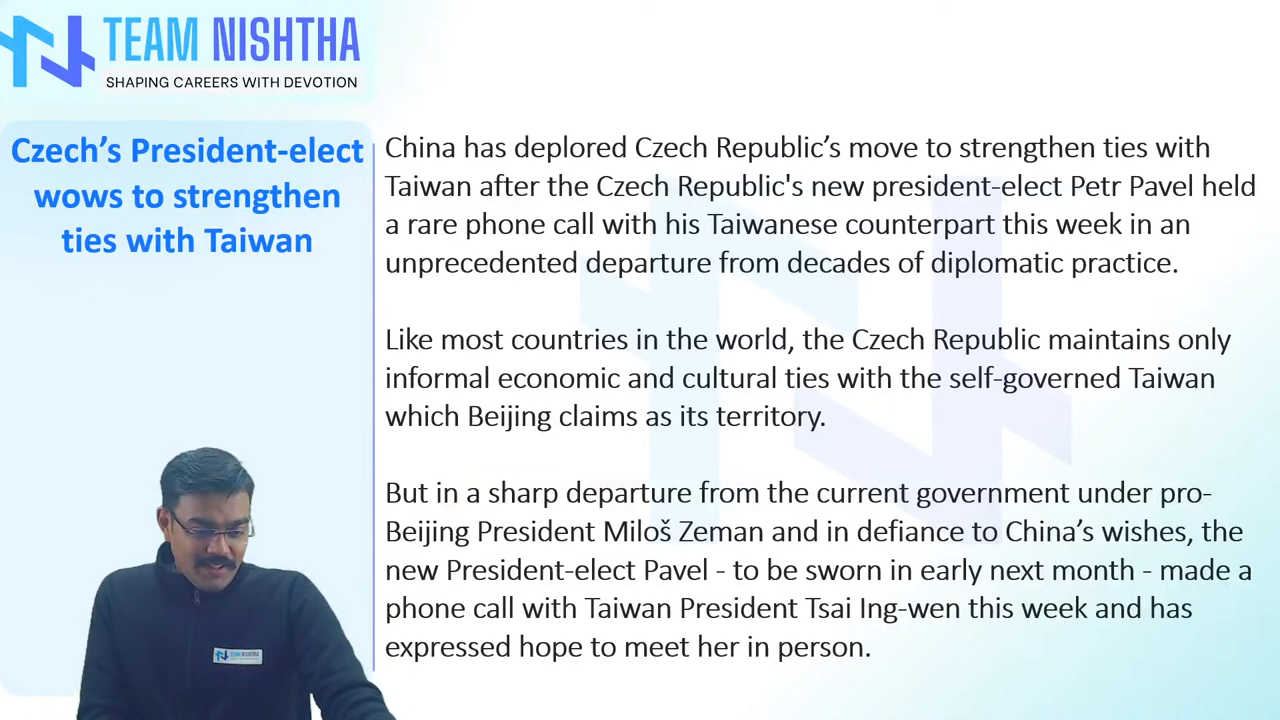 TEAM NISHTHA
SHAPING CAREERS WITH DEVOTION
Czech’s President-elect
wows to strengthen
ties with Taiwan
China has deplored Czech Republic’s move to strengthen ties with
Taiwan after the Czech Republic's new president-elect Petr Pavel held
a rare phone call with his Taiwanese counterpart this week in an
unprecedented departure from decades of diplomatic practice.
Like most countries in the world, the Czech Republic maintains only
informal economic and cultural ties with the self-governed Taiwan
which Beijing claims as its territory.
But in a sharp departure from the current government under pro-
Beijing President Miloš Zeman and in defiance to China’s wishes, the
new President-elect Pavel - to be sworn in early next month - made a
phone call with Taiwan President Tsai Ing-wen this week and has
expressed hope to meet her in person.
TEAM NISHTHA